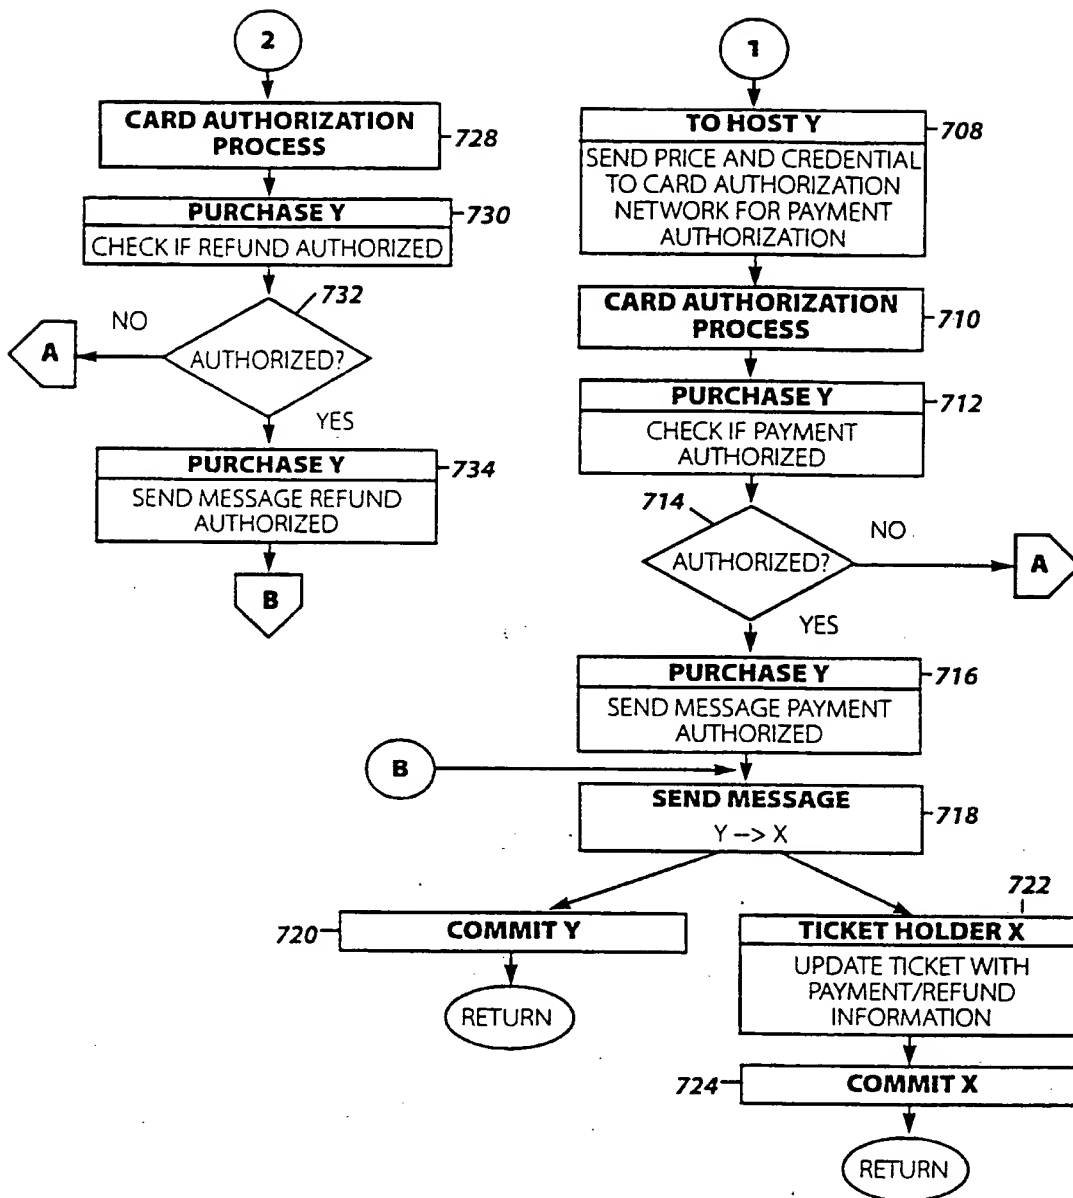 2
CARD AUTHORIZATION
PROCESS
728
PURCHASE Y
730
CHECK IF REFUND AUTHORIZED
732
NO
A
AUTHORIZED?
YES
PURCHASE Y
734
SEND MESSAGE REFUND
AUTHORIZED
B
1
TO HOST Y
708
SEND PRICE AND CREDENTIAL
TO CARD AUTHORIZATION
NETWORK FOR PAYMENT
AUTHORIZATION
CARD AUTHORIZATION
PROCESS
710
PURCHASE Y
712
CHECK IF PAYMENT
AUTHORIZED
714
NO
AUTHORIZED?
A
YES
PURCHASE Y
716
SEND MESSAGE PAYMENT
AUTHORIZED
B
SEND MESSAGE
718
Y --> X
720
COMMIT Y
RETURN
722
TICKET HOLDER X
UPDATE TICKET WITH
PAYMENT/REFUND
INFORMATION
724
COMMIT X
RETURN